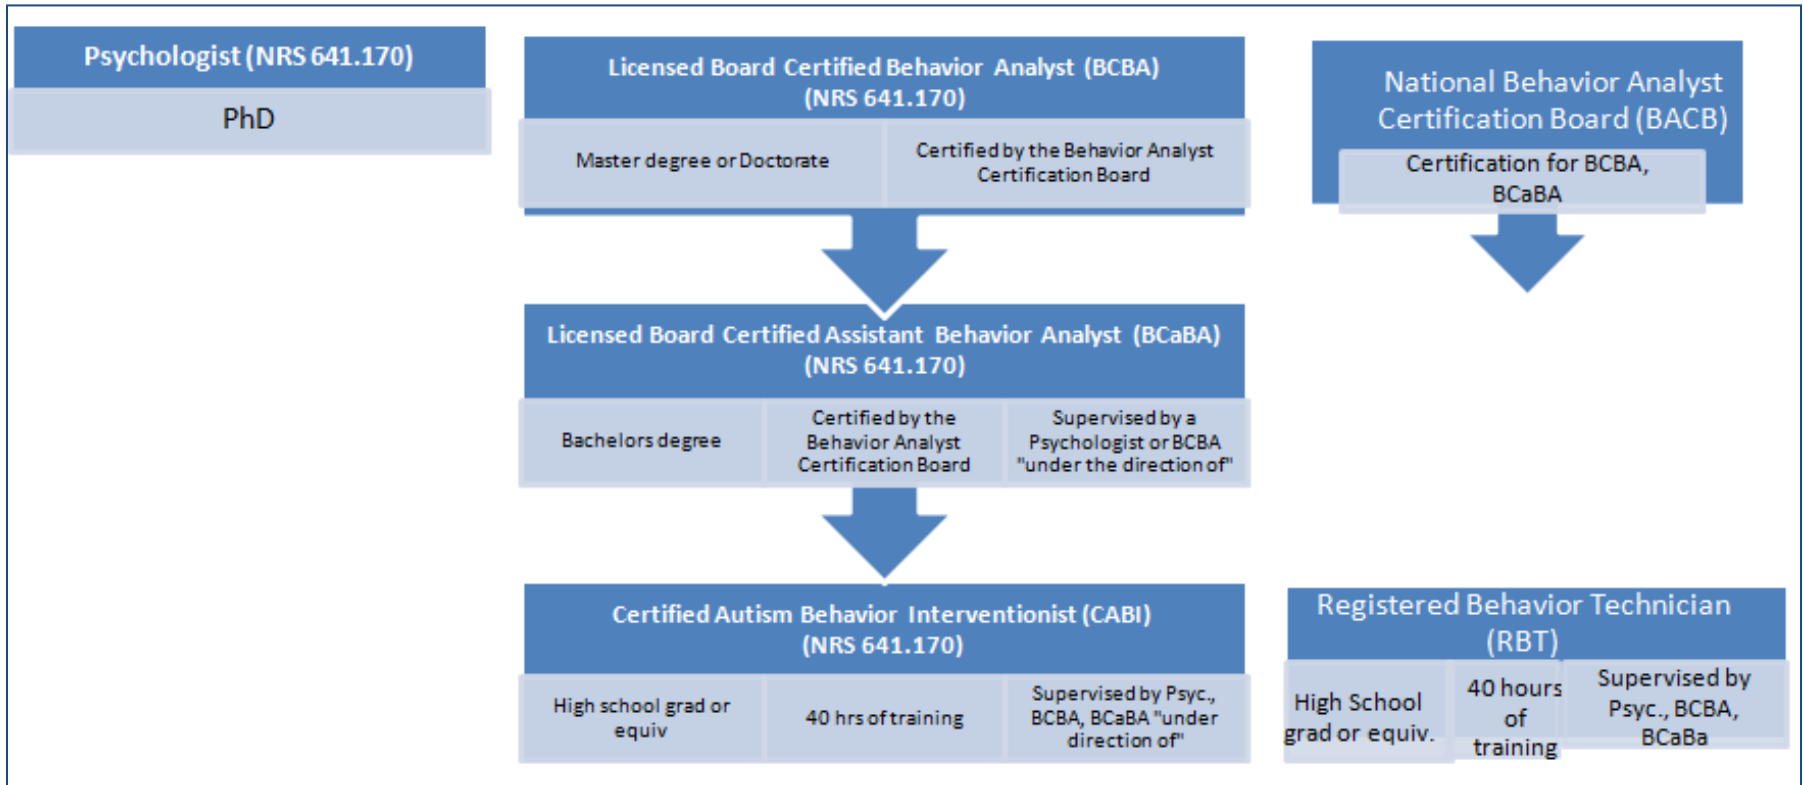 Psychologist (NRS 641.170)
PhD
Licensed Board Certified Behavior Analyst (BCBA)
(NRS 641.170)
Master degree or Doctorate
Certified by the Behavior Analyst
Certification Board
National Behavior Analyst
Certification Board (BACB)
Certification for BCBA,
BCaBA
Licensed Board Certified Assistant Behavior Analyst (BCaBA)
(NRS 641.170)
Bachelors degree
Certified by the
Behavior Analyst
Certification Board
Supervised by a
Psychologist or BCBA
"under the direction of"
Certified Autism Behavior Interventionist (CABI)
(NRS 641.170)
High school grad or
equiv
40 hrs of training
Supervised by Psyc.,
BCBA, BCaBA "under
direction of"
Registered Behavior Technician
(RBT)
High School
grad or equiv.
40 hours
of
training
Supervised by
Psyc., BCBA,
BCaBa